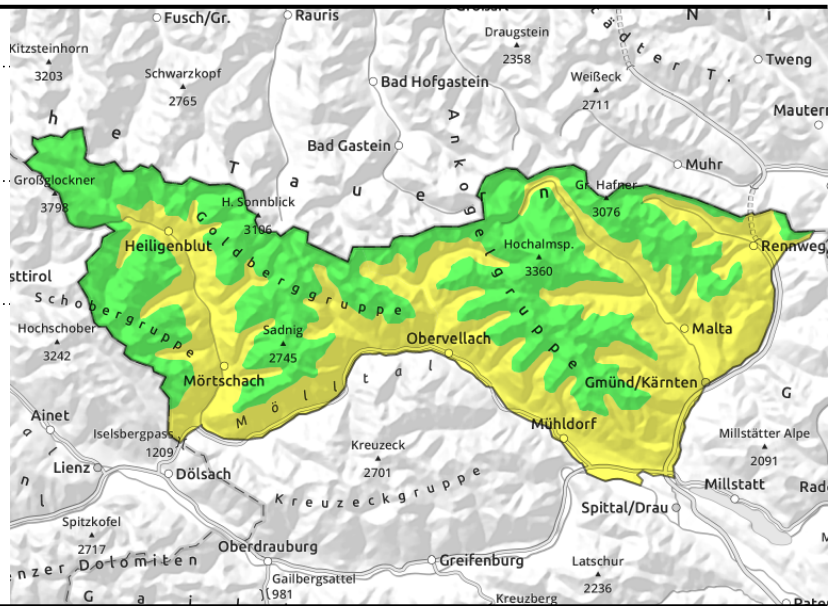 Fusch/Gr.
Rauris
Kitzsteinhorn
3203
Schwarzkopf
2765
Draugstein
2358
Bad Hofgastein
Weißeck
2711
Tweng
Bad Gastein
Muhr
Großglockner
3798
H. Sonnblick
3106
Gr. Hafner
3076
Heiligenblut
Hochalmsp.
3360
Rennweg
Goldberggruppe
Ankogelgruppe
Schobergruppe
Hochschober
3242
Sadnig
2745
Obervellach
Malta
Mörtschach
Gmünd/Kärnten
Mölltal
Ainet
Iselsbergpass
1209
Lienz
Dölsach
Kreuzeck
2701
Mühldorf
Millstätter Alpe
2091
Kreuzeckgruppe
Millstatt
Spittal/Drau
Spitzkofel
2717
Oberdrauburg
Greifenburg
Latschur
2236
Gailbergsattel
981
Kreuzberg
enzer Dolomiten
Gail